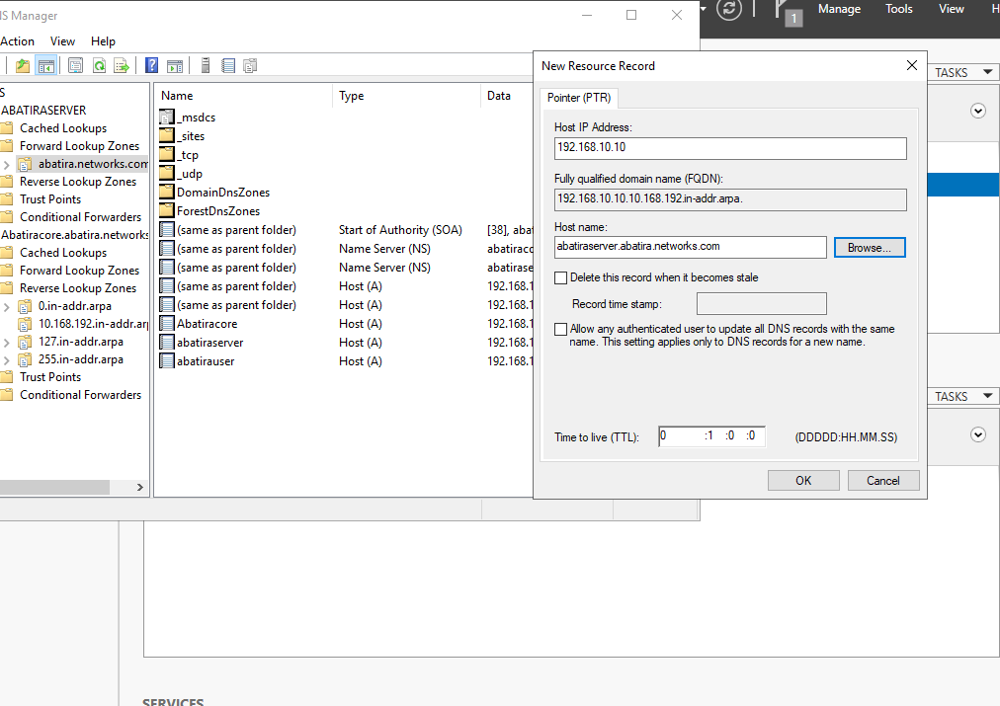 S Manager
Action View Help
S
ABATIRASERVER
Cached Lookups
Forward Lookup Zones
abatira.networks.com
Reverse Lookup Zones
Trust Points
Conditional Forwarders
Abatiracore.abatira.networks
Cached Lookups
Forward Lookup Zones
Reverse Lookup Zones
0.in-addr.arpa
10.168.192.in-addr.arp
127.in-addr.arpa
255.in-addr.arpa
Trust Points
Conditional Forwarders
Name Type Data
_msdcs
_sites
_tcp
_udp
DomainDnsZones
ForestDnsZones
(same as parent folder) Start of Authority (SOA) [38], abat
(same as parent folder) Name Server (NS) abatiracc
(same as parent folder) Name Server (NS) abatirase
(same as parent folder) Host (A) 192.168.1
(same as parent folder) Host (A) 192.168.1
Abatiracore Host (A) 192.168.1
abatiraserver Host (A) 192.168.1
abatirauser Host (A) 192.168.1
New Resource Record
Pointer (PTR)
Host IP Address:
192.168.10.10
Fully qualified domain name (FQDN):
192.168.10.10.10.168.192.in-addr.arpa.
Host name:
abatiraserver.abatira.networks.com
Browse...
Delete this record when it becomes stale
Record time stamp:
Allow any authenticated user to update all DNS records with the same
name. This setting applies only to DNS records for a new name.
Time to live (TTL): 0 :1 :0 :0 (DDDDD:HH.MM.SS)
OK Cancel
1 Manage Tools View H
TASKS
TASKS
SERVICES